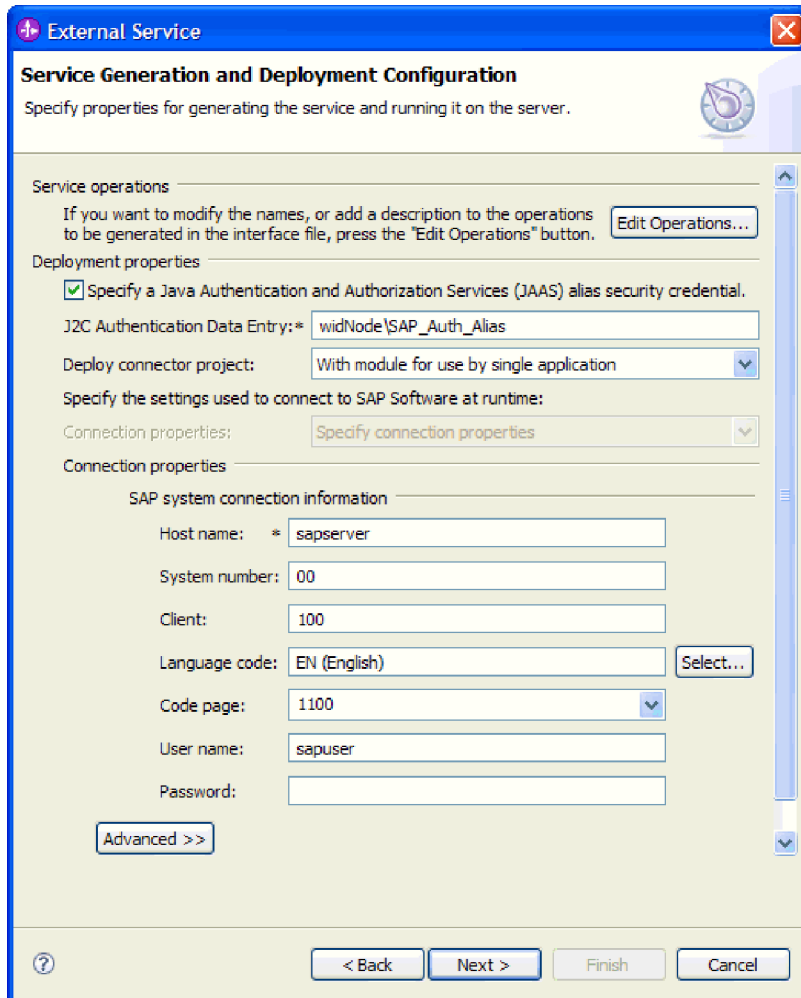 External Service
Service Generation and Deployment Configuration
Specify properties for generating the service and running it on the server.
Service operations
If you want to modify the names, or add a description to the operations
to be generated in the interface file, press the "Edit Operations" button.
Edit Operations...
Deployment properties
Specify a Java Authentication and Authorization Services (JAAS) alias security credential.
J2C Authentication Data Entry:* widNode\SAP_Auth_Alias
Deploy connector project: With module for use by single application
Specify the settings used to connect to SAP Software at runtime:
Connection properties: Specify connection properties
Connection properties
SAP system connection information
Host name: * sapserver
System number: 00
Client: 100
Language code: EN (English) Select...
Code page: 1100
User name: sapuser
Password:
Advanced >>
? < Back Next > Finish Cancel